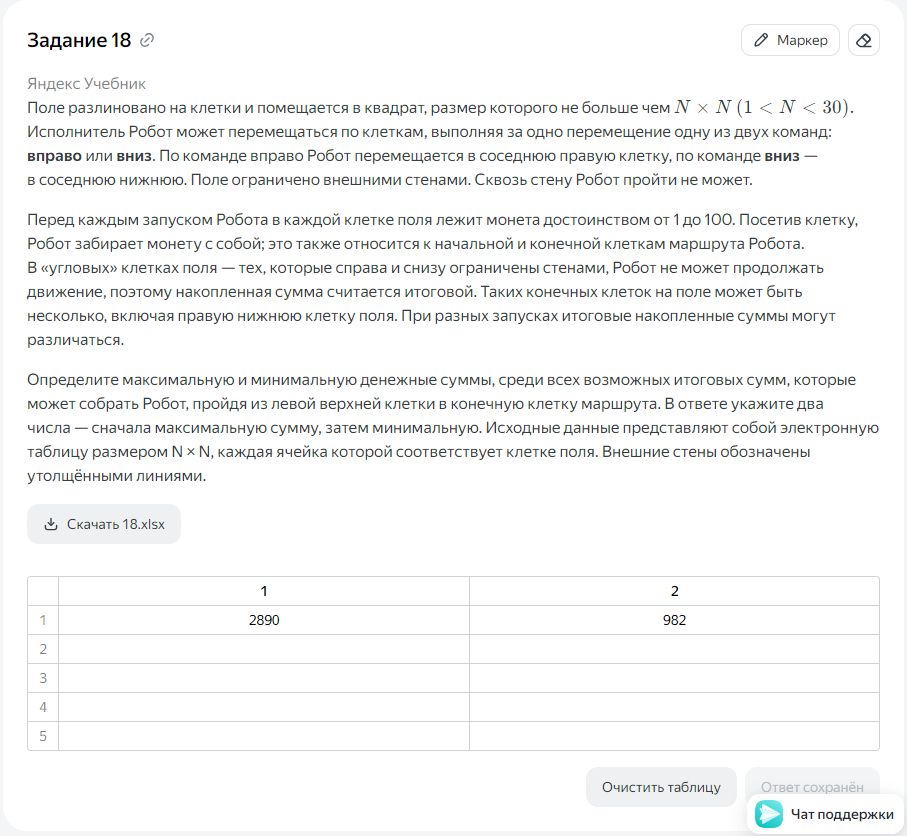 Задание 18
Маркер
Яндекс Учебник
Поле разлиновано на клетки и помещается в квадрат, размер которого не больше чем N × N (1 < N < 30).
Исполнитель Робот может перемещаться по клеткам, выполняя за одно перемещение одну из двух команд:
вправо или вниз. По команде вправо Робот перемещается в соседнюю правую клетку, по команде вниз —
в соседнюю нижнюю. Поле ограничено внешними стенами. Сквозь стену Робот пройти не может.
Перед каждым запуском Робота в каждой клетке поля лежит монета достоинством от 1 до 100. Посетив клетку,
Робот забирает монету с собой; это также относится к начальной и конечной клеткам маршрута Робота.
В «угловых» клетках поля — тех, которые справа и снизу ограничены стенами, Робот не может продолжать
движение, поэтому накопленная сумма считается итоговой. Таких конечных клеток на поле может быть
несколько, включая правую нижнюю клетку поля. При разных запусках итоговые накопленные суммы могут
различаться.
Определите максимальную и минимальную денежные суммы, среди всех возможных итоговых сумм, которые
может собрать Робот, пройдя из левой верхней клетки в конечную клетку маршрута. В ответе укажите два
числа — сначала максимальную сумму, затем минимальную. Исходные данные представляют собой электронную
таблицу размером N × N, каждая ячейка которой соответствует клетке поля. Внешние стены обозначены
утолщёнными линиями.
Скачать 18.xlsx
1 2
1 2890 982
2
3
4
5
Очистить таблицу Ответ сохранён
Чат поддержки